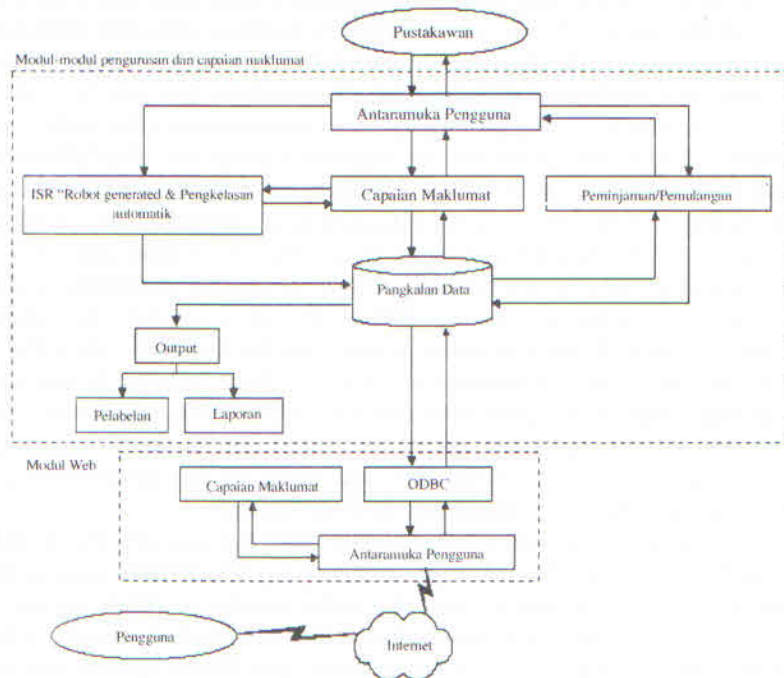 Pustakawan
Modul-modul pengurusan dan capaian maklumat
Antaramuka Pengguna
ISR "Robot generated & Pengkelasan
automatik
Capaian Maklumat
Peminjaman/Pemulangan
Pangkalan Data
Output
Pelabelan
Laporan
Modul Web
Capaian Maklumat
ODBC
Antaramuka Pengguna
Pengguna
Internet